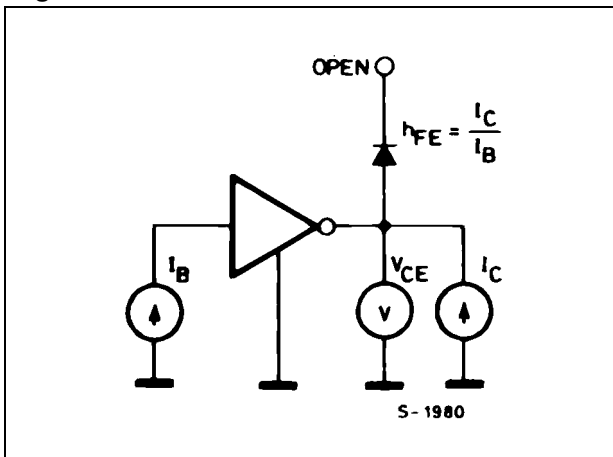 OPEN
hFE = IC
IB
IB
VCE
IC
V
S-1980